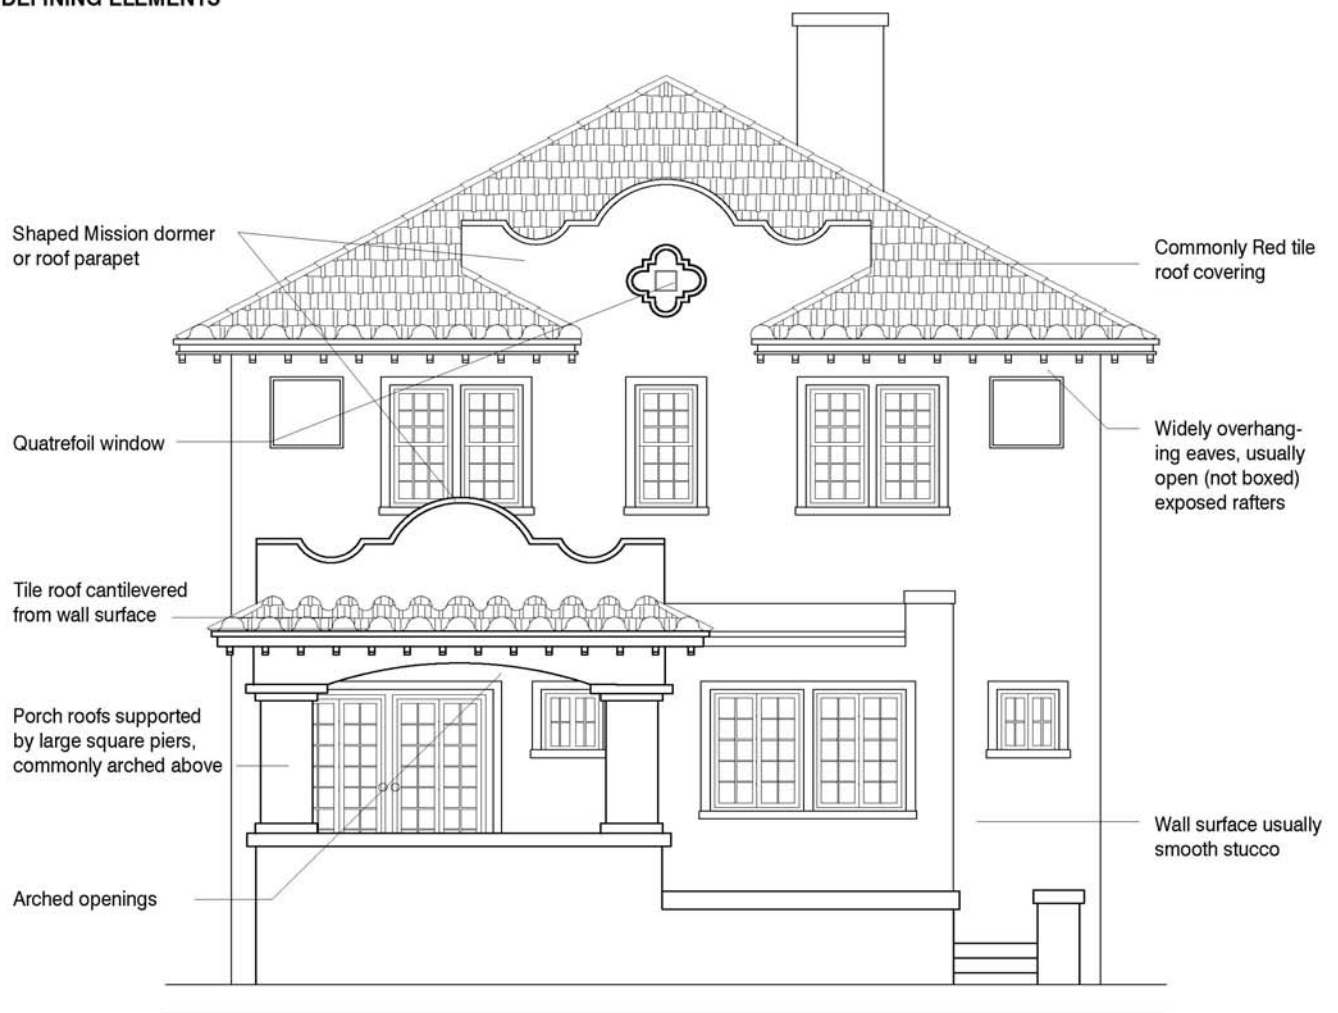 DEFINING ELEMENTS
Shaped Mission dormer
or roof parapet
Quatrefoil window
Tile roof cantilevered
from wall surface
Porch roofs supported
by large square piers,
commonly arched above
Arched openings
Commonly Red tile
roof covering
Widely overhang-
ing eaves, usually
open (not boxed)
exposed rafters
Wall surface usually
smooth stucco